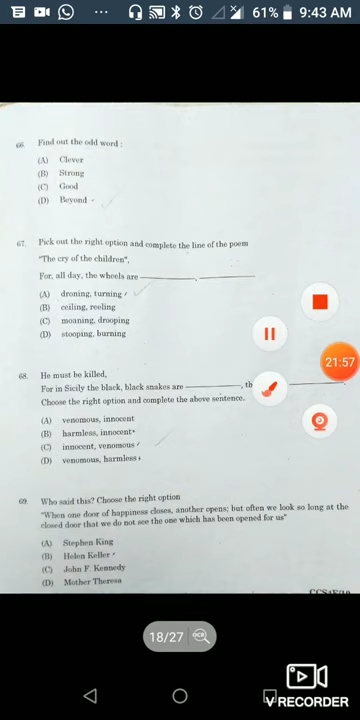 61% 9:43 AM
66. Find out the odd word :
(A) Clever
(B) Strong
(C) Good
(D) Beyond
67. Pick out the right option and complete the line of the poem
"The cry of the children",
For, all day, the wheels are ____________, ____________
(A) droning, turning
(B) ceiling, reeling
(C) moaning, drooping
(D) stooping, burning
21:57
68. He must be killed,
For in Sicily the black, black snakes are ____________, th ____________.
Choose the right option and complete the above sentence.
(A) venomous, innocent
(B) harmless, innocent
(C) innocent, venomous
(D) venomous, harmless
69. Who said this? Choose the right option
"When one door of happiness closes, another opens; but often we look so long at the
closed door that we do not see the one which has been opened for us"
(A) Stephen King
(B) Helen Keller
(C) John F. Kennedy
(D) Mother Theresa
18/27 OCR
V RECORDER